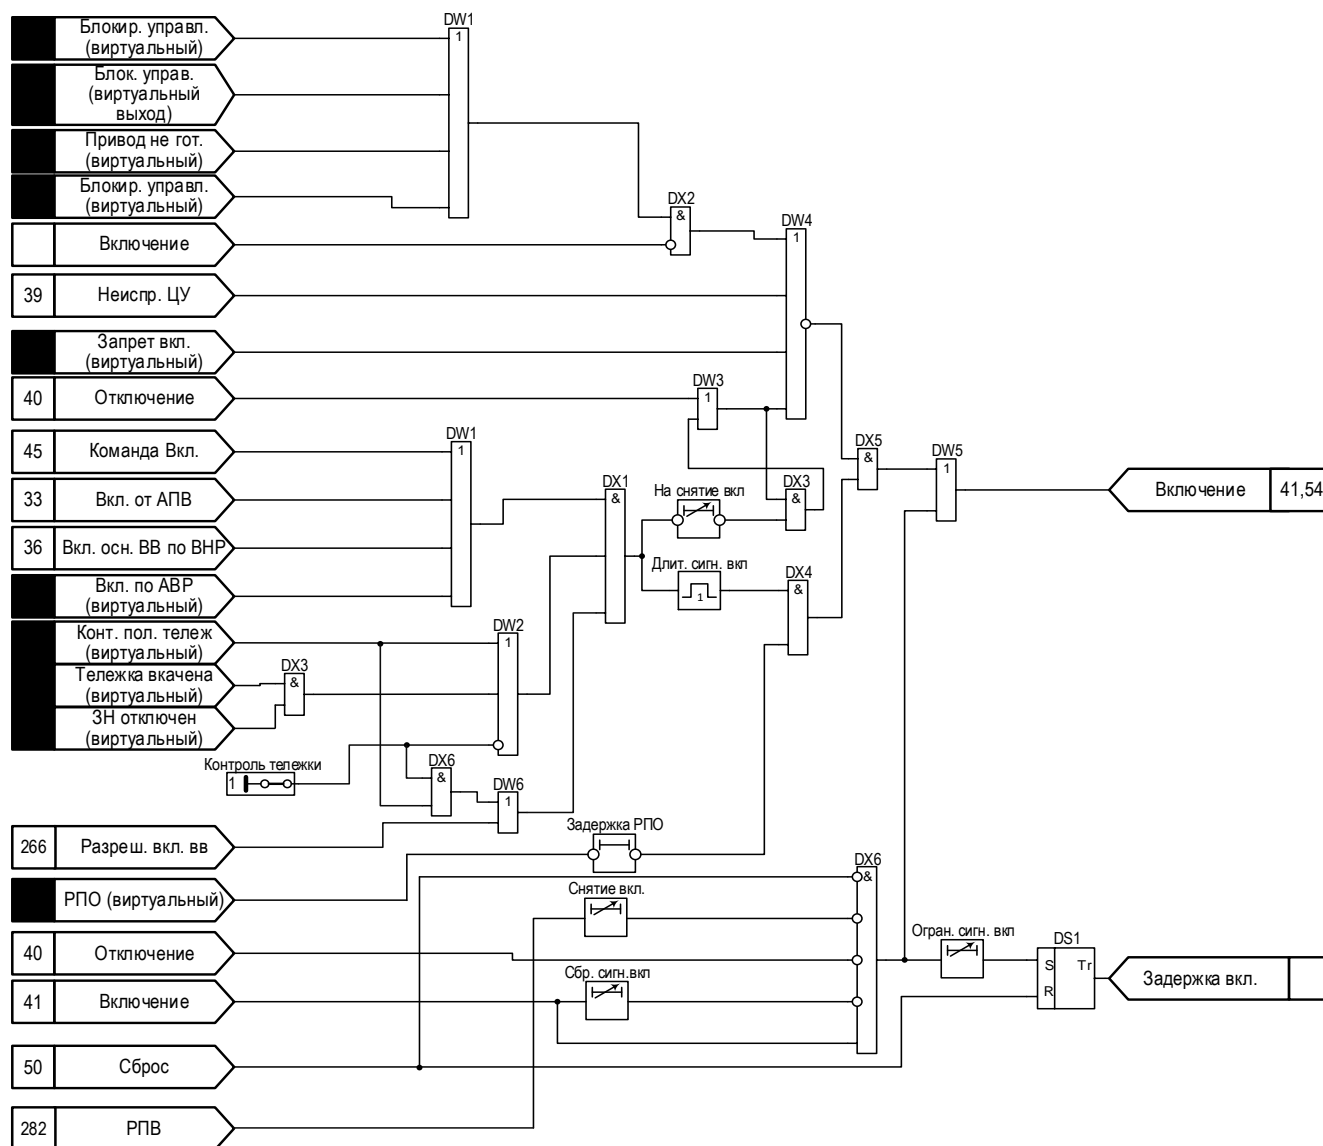 Блокир. управл.
(виртуальный)
Блок. управ.
(виртуальный
выход)
Привод не гот.
(виртуальный)
Блокир. управл.
(виртуальный)
Включение
39 Неиспр. ЦУ
Запрет вкл.
(виртуальный)
40 Отключение
45 Команда Вкл.
33 Вкл. от АПВ
36 Вкл. осн. ВВ по ВНР
Вкл. по АВР
(виртуальный)
Конт. пол. тележ
(виртуальный)
Тележка вкачена
(виртуальный)
ЗН отключен
(виртуальный)
Контроль тележки
1
266 Разреш. вкл. вв
РПО (виртуальный)
40 Отключение
41 Включение
50 Сброс
282 РПВ
DW1
1
DX2
&
DW4
1
DW3
1
DW1
1
DX1
&
На снятие вкл
DX3
&
DX5
&
DW5
1
Включение 41,54
Длит. сигн. вкл
1
DX4
&
DW2
1
DX3
&
DX6
&
DW6
1
Задержка РПО
Снятие вкл.
Сбр. сигн.вкл
DX6
&
Огран. сигн. вкл
DS1
S Tr
R
Задержка вкл.